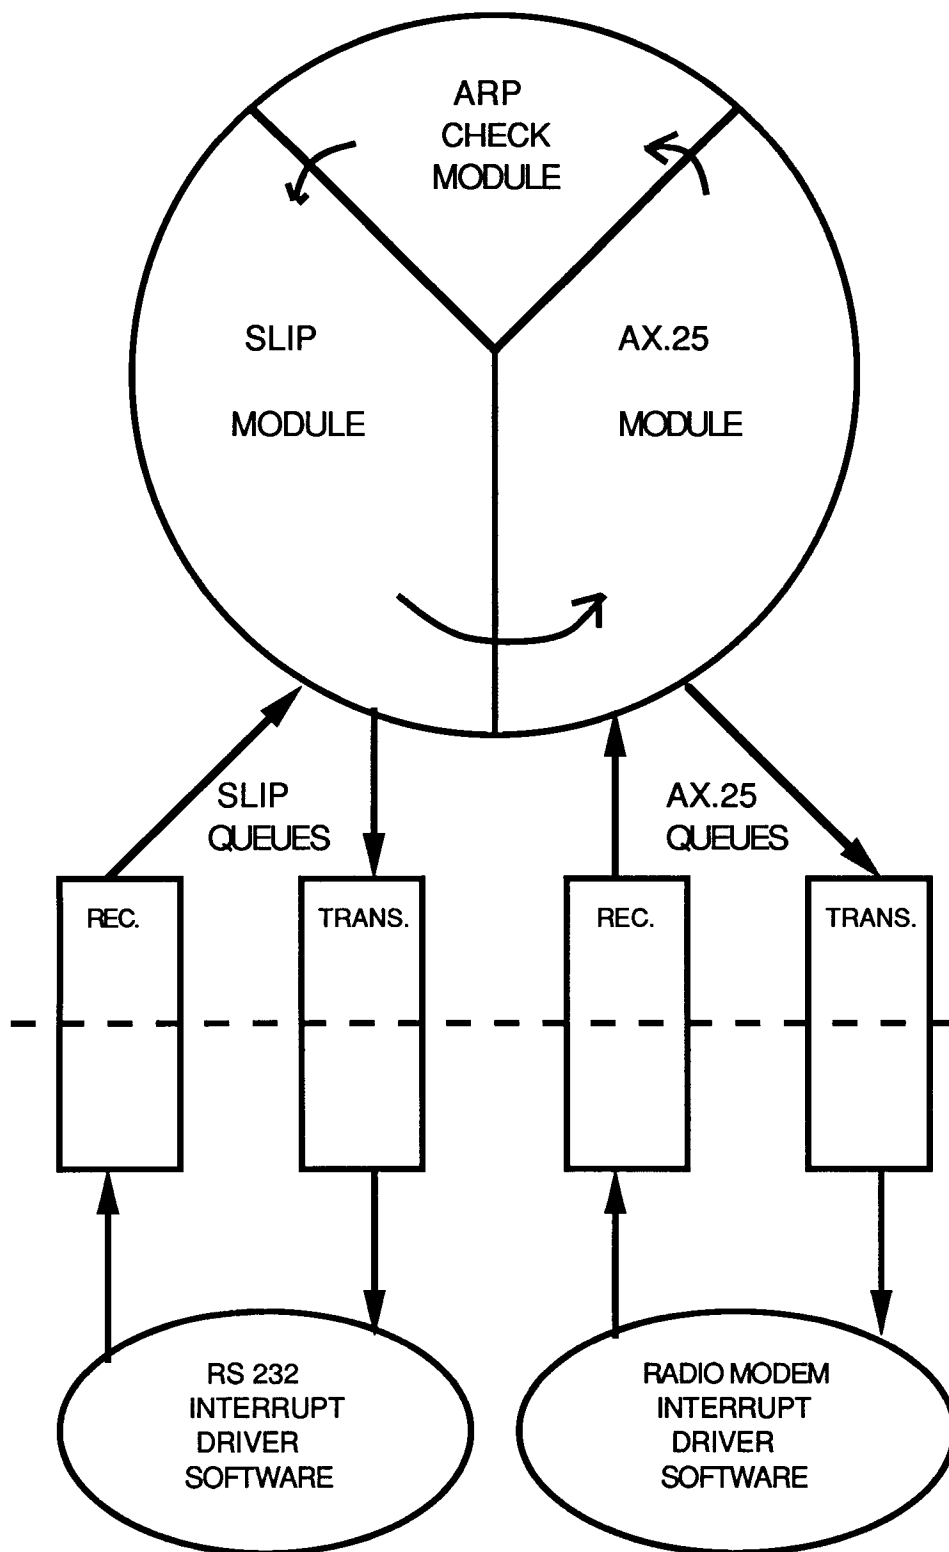 ARP
CHECK
MODULE
SLIP
MODULE
AX.25
MODULE
SLIP
QUEUES
AX.25
QUEUES
REC.
TRANS.
REC.
TRANS.
RS 232
INTERRUPT
DRIVER
SOFTWARE
RADIO MODEM
INTERRUPT
DRIVER
SOFTWARE